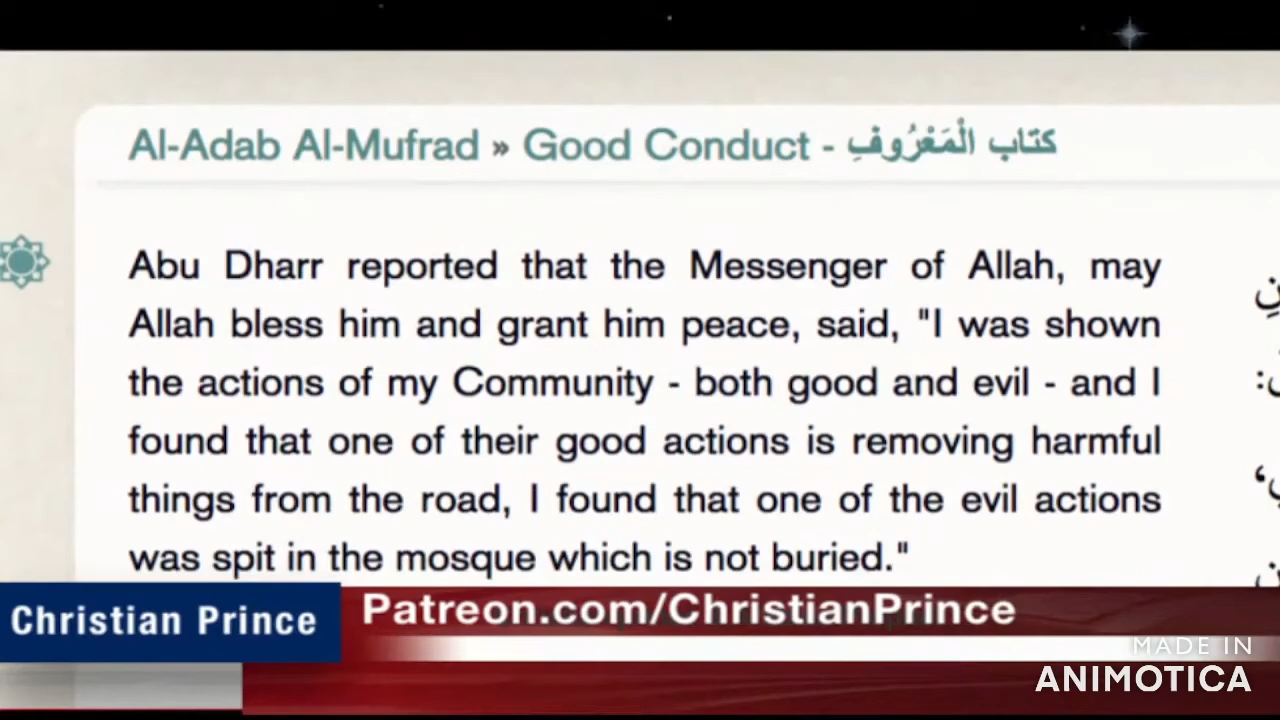 Al-Adab Al-Mufrad » Good Conduct - كتاب الْمَعْرُوفِ
Abu Dharr reported that the Messenger of Allah, may
Allah bless him and grant him peace, said, "I was shown
the actions of my Community - both good and evil - and I
found that one of their good actions is removing harmful
things from the road, I found that one of the evil actions
was spit in the mosque which is not buried."
Christian Prince
Patreon.com/ChristianPrince
MADE IN
ANIMOTICA